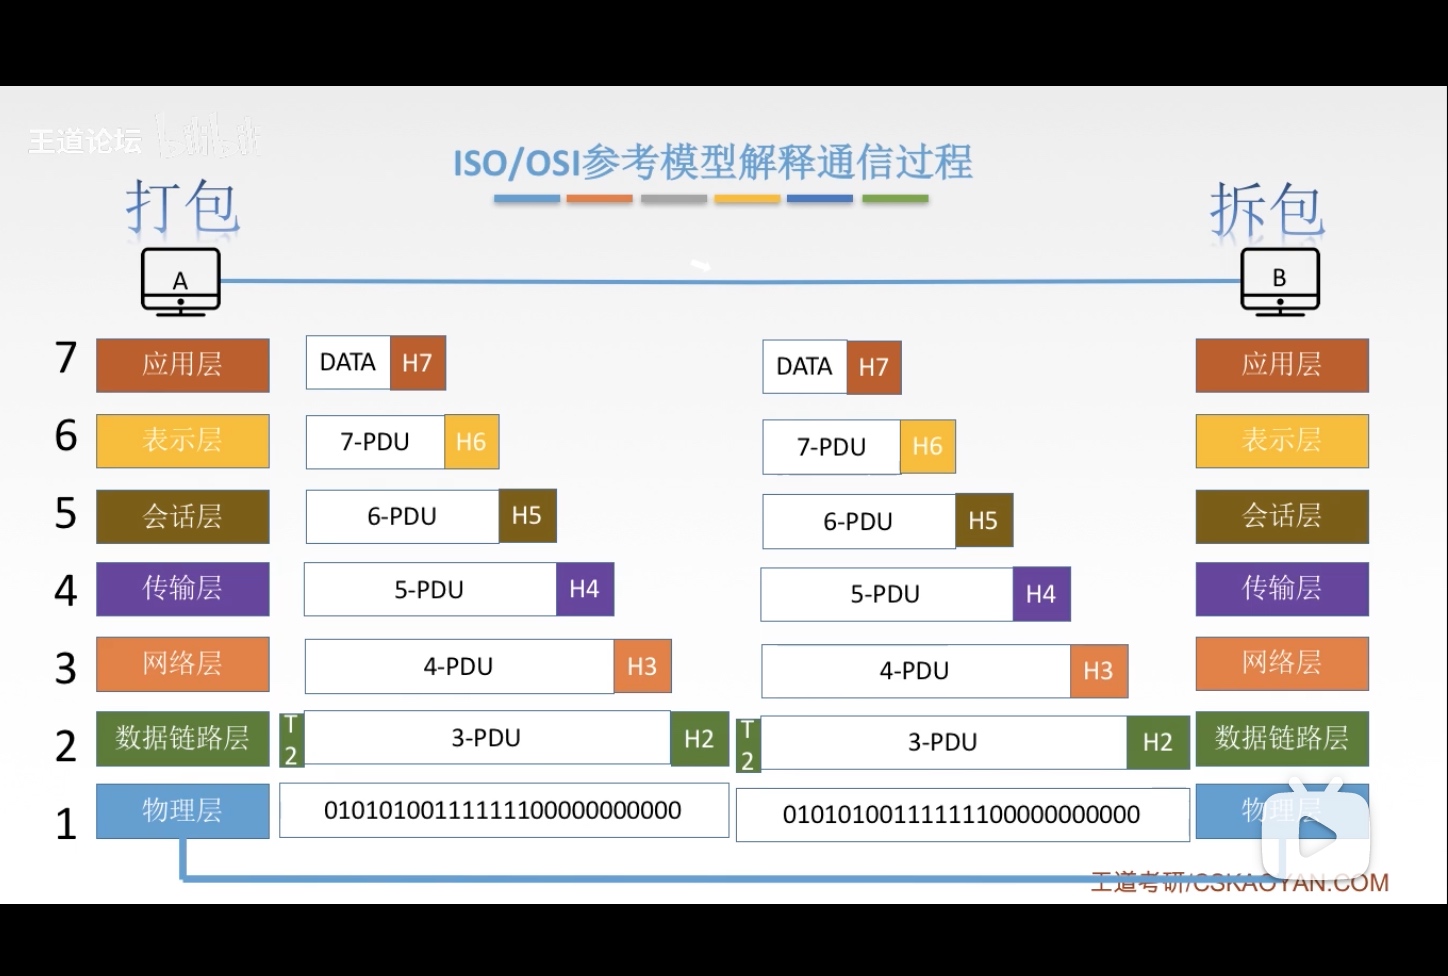 王道论坛 bilibili
ISO/OSI参考模型解释通信过程
打包
拆包
A
B
7 应用层 DATA H7 DATA H7 应用层
6 表示层 7-PDU H6 7-PDU H6 表示层
5 会话层 6-PDU H5 6-PDU H5 会话层
4 传输层 5-PDU H4 5-PDU H4 传输层
3 网络层 4-PDU H3 4-PDU H3 网络层
2 数据链路层 T2 3-PDU H2 T2 3-PDU H2 数据链路层
1 物理层 010101001111111100000000000 010101001111111100000000000 物理层
王道考研/CSKAOYAN.COM